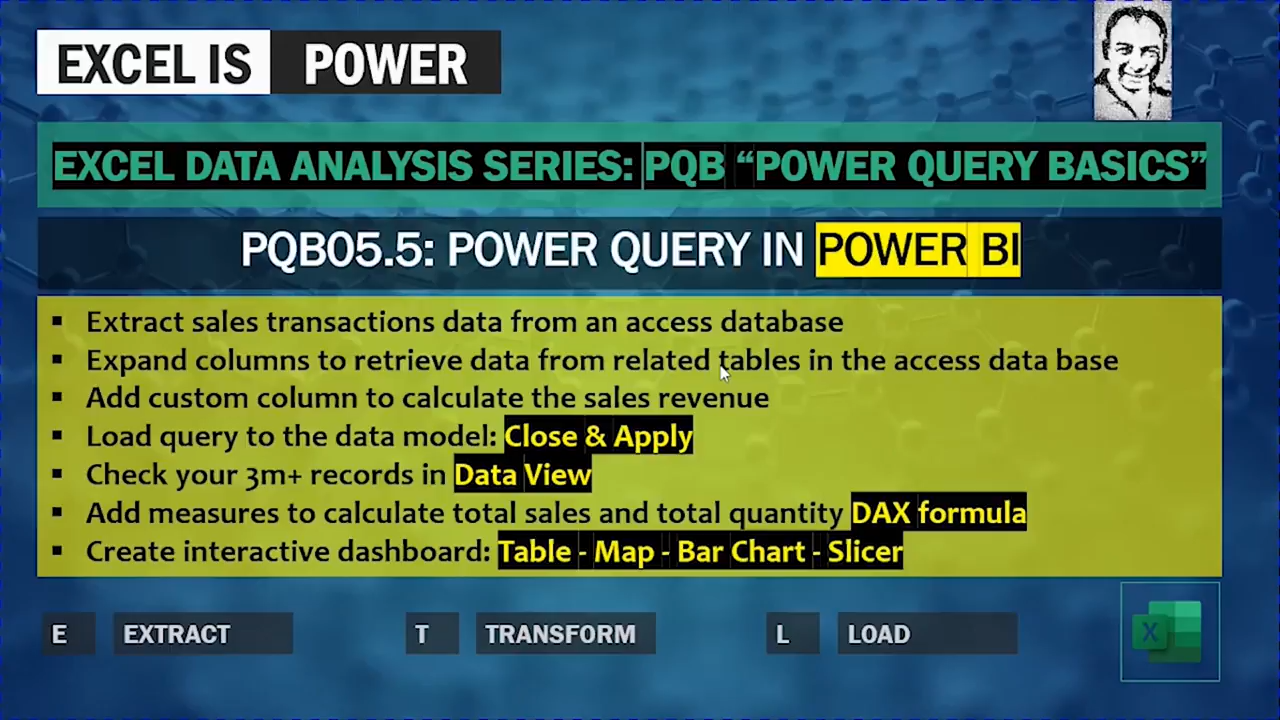 EXCEL IS POWER
EXCEL DATA ANALYSIS SERIES: PQB “POWER QUERY BASICS”
PQB05.5: POWER QUERY IN POWER BI
▪ Extract sales transactions data from an access database
▪ Expand columns to retrieve data from related tables in the access data base
▪ Add custom column to calculate the sales revenue
▪ Load query to the data model: Close & Apply
▪ Check your 3m+ records in Data View
▪ Add measures to calculate total sales and total quantity DAX formula
▪ Create interactive dashboard: Table - Map - Bar Chart - Slicer
E EXTRACT T TRANSFORM L LOAD
X